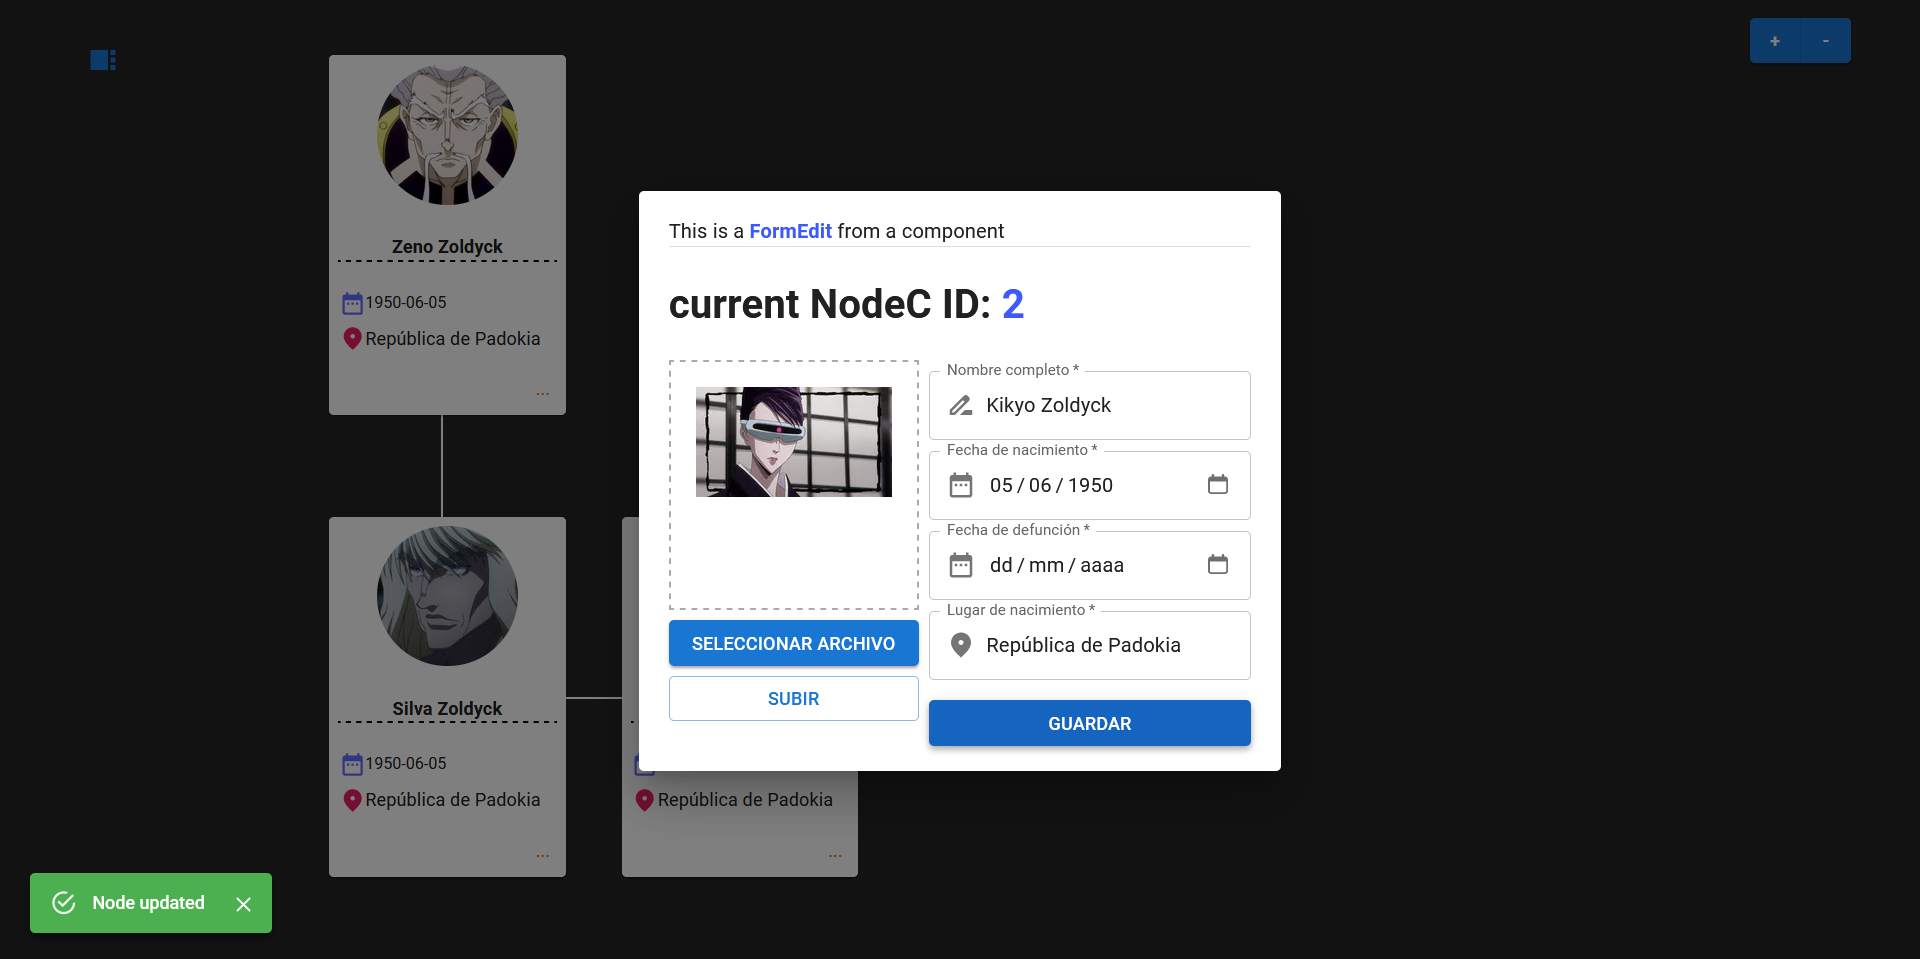 + -
Zeno Zoldyck
1950-06-05
República de Padokia
...
This is a FormEdit from a component
current NodeC ID: 2
Nombre completo *
Kikyo Zoldyck
Fecha de nacimiento *
05 / 06 / 1950
Fecha de defunción *
dd / mm / aaaa
Lugar de nacimiento *
República de Padokia
SELECCIONAR ARCHIVO
SUBIR
GUARDAR
Silva Zoldyck
1950-06-05
República de Padokia
...
República de Padokia
...
Node updated